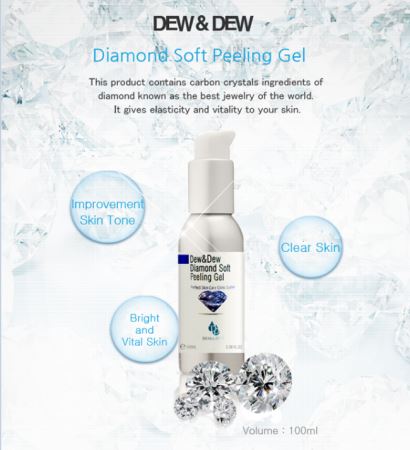 DEW & DEW
Diamond Soft Peeling Gel
This product contains carbon crystals ingredients of
diamond known as the best jewelry of the world.
It gives elasticity and vitality to your skin.
Improvement
Skin Tone
Clear Skin
Dew&Dew
Diamond Soft
Peeling Gel
Bright
and
Vital Skin
Volume : 100ml